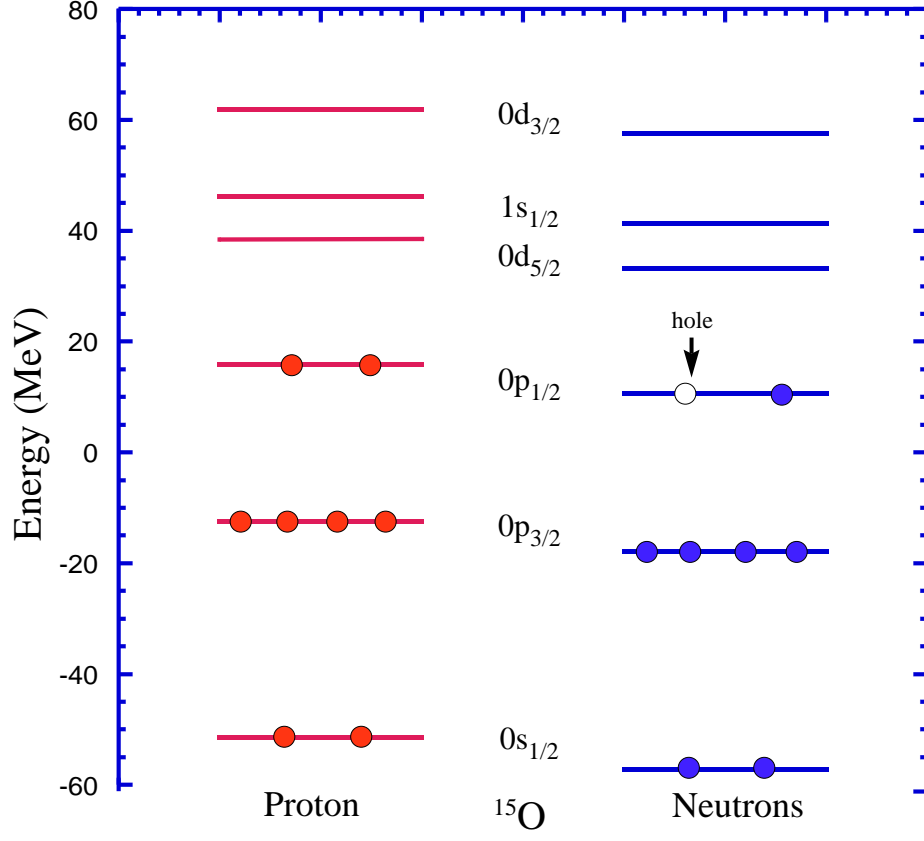 80
60
40
20
0
-20
-40
-60
Energy (MeV)
0d3/2
1s1/2
0d5/2
hole
0p1/2
0p3/2
0s1/2
Proton
15O
Neutrons